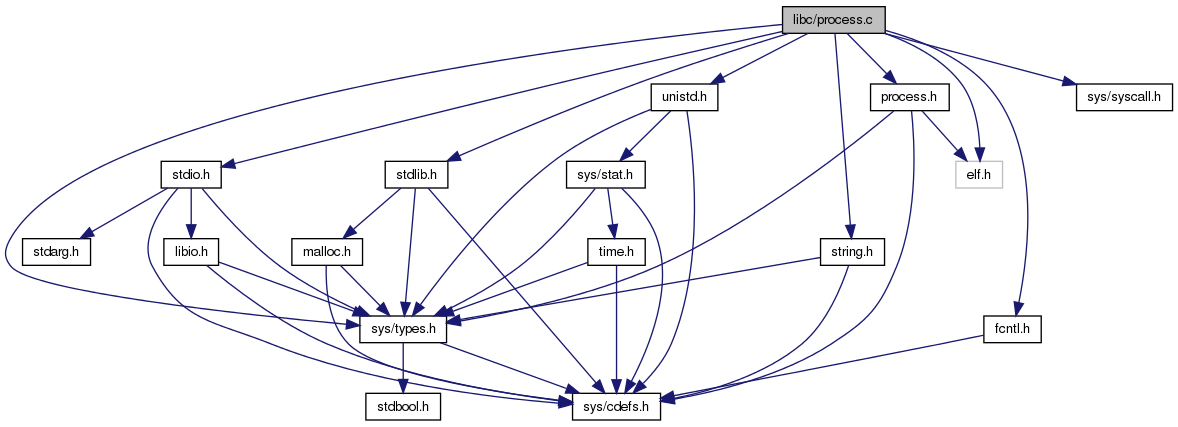 libc/process.c
unistd.h
process.h
sys/syscall.h
stdio.h
stdlib.h
sys/stat.h
elf.h
stdarg.h
libio.h
malloc.h
time.h
string.h
sys/types.h
fcntl.h
stdbool.h
sys/cdefs.h